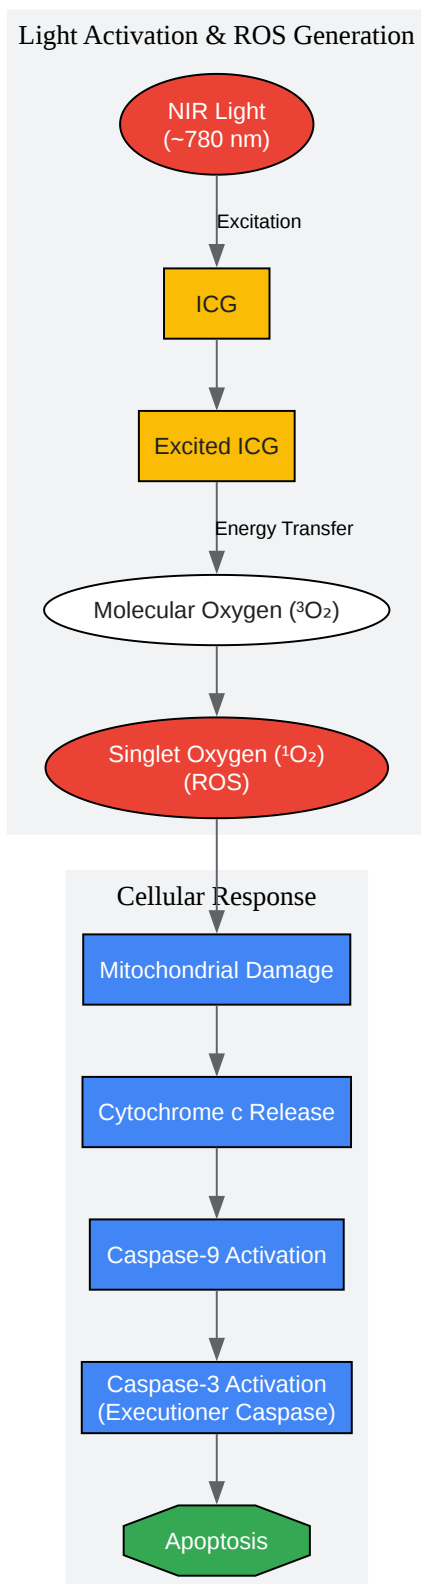 Light Activation & ROS Generation
NIR Light
(~780 nm)
Excitation
ICG
Excited ICG
Energy Transfer
Molecular Oxygen (³O₂)
Singlet Oxygen (¹O₂)
(ROS)
Cellular Response
Mitochondrial Damage
Cytochrome c Release
Caspase-9 Activation
Caspase-3 Activation
(Executioner Caspase)
Apoptosis